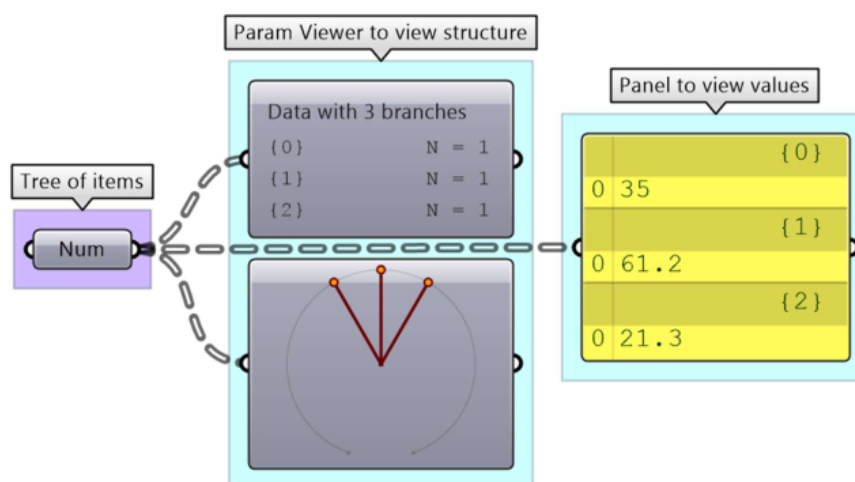 Param Viewer to view structure
Panel to view values
Tree of items
Num
Data with 3 branches
{0} N = 1
{1} N = 1
{2} N = 1
{0}
0 35
{1}
0 61.2
{2}
0 21.3